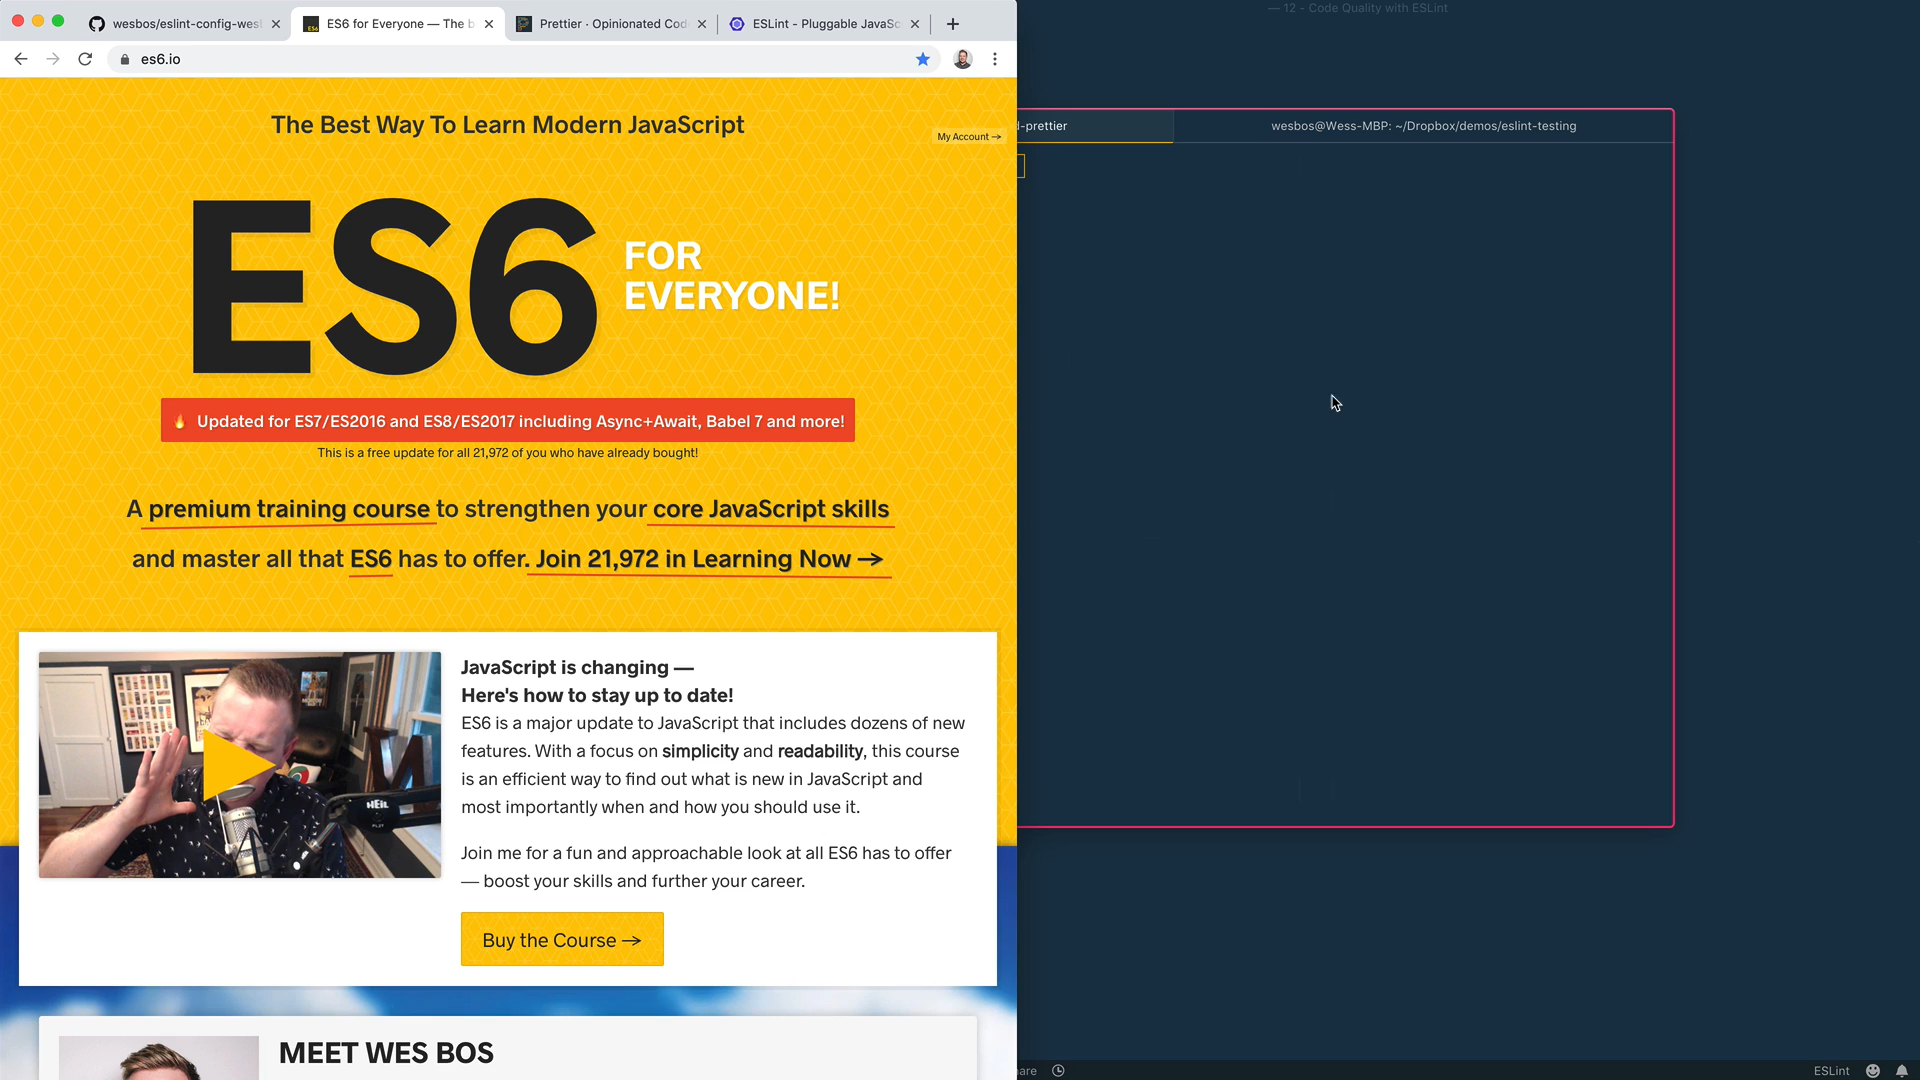 wesbos/eslint-config-wesl
ES6 for Everyone — The b
Prettier · Opinionated Cod
ESLint - Pluggable JavaSc
— 12 - Code Quality with ESLint
es6.io
The Best Way To Learn Modern JavaScript
My Account →
l-prettier
wesbos@Wess-MBP: ~/Dropbox/demos/eslint-testing
ES6
FOR
EVERYONE!
🔥 Updated for ES7/ES2016 and ES8/ES2017 including Async+Await, Babel 7 and more!
This is a free update for all 21,972 of you who have already bought!
A premium training course to strengthen your core JavaScript skills
and master all that ES6 has to offer. Join 21,972 in Learning Now →
JavaScript is changing —
Here's how to stay up to date!
ES6 is a major update to JavaScript that includes dozens of new
features. With a focus on simplicity and readability, this course
is an efficient way to find out what is new in JavaScript and
most importantly when and how you should use it.
HEiL
Join me for a fun and approachable look at all ES6 has to offer
— boost your skills and further your career.
Buy the Course →
MEET WES BOS
hare
ESLint